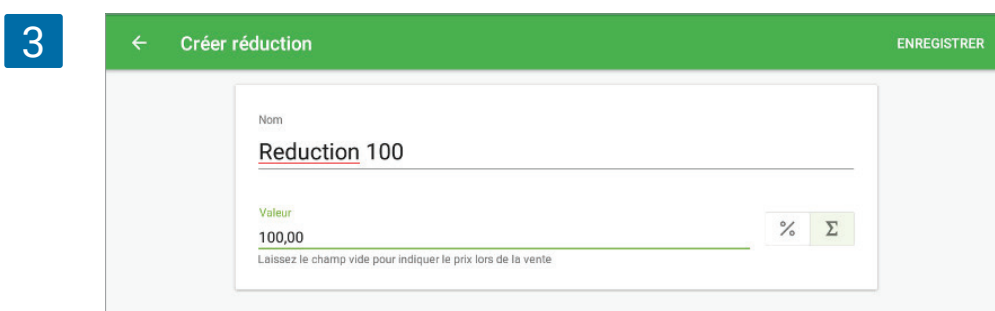 3
← Créer réduction ENREGISTRER
Nom
Reduction 100
Valeur
100,00 % Σ
Laissez le champ vide pour indiquer le prix lors de la vente